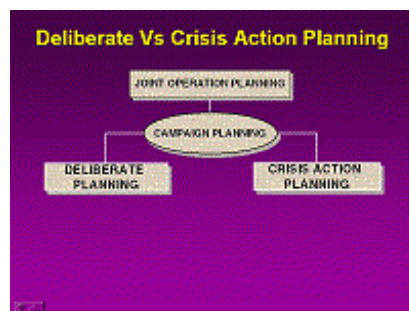 Deliberate Vs Crisis Action Planning
JOINT OPERATION PLANNING
CAMPAIGN PLANNING
DELIBERATE
PLANNING
CRISIS ACTION
PLANNING